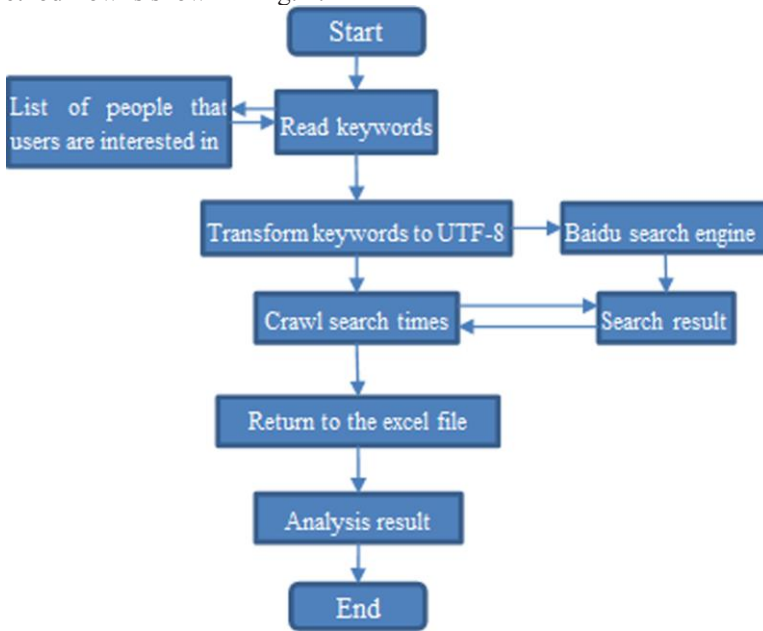 Start
List of people that
users are interested in
Read keywords
Transform keywords to UTF-8
Baidu search engine
Crawl search times
Search result
Return to the excel file
Analysis result
End